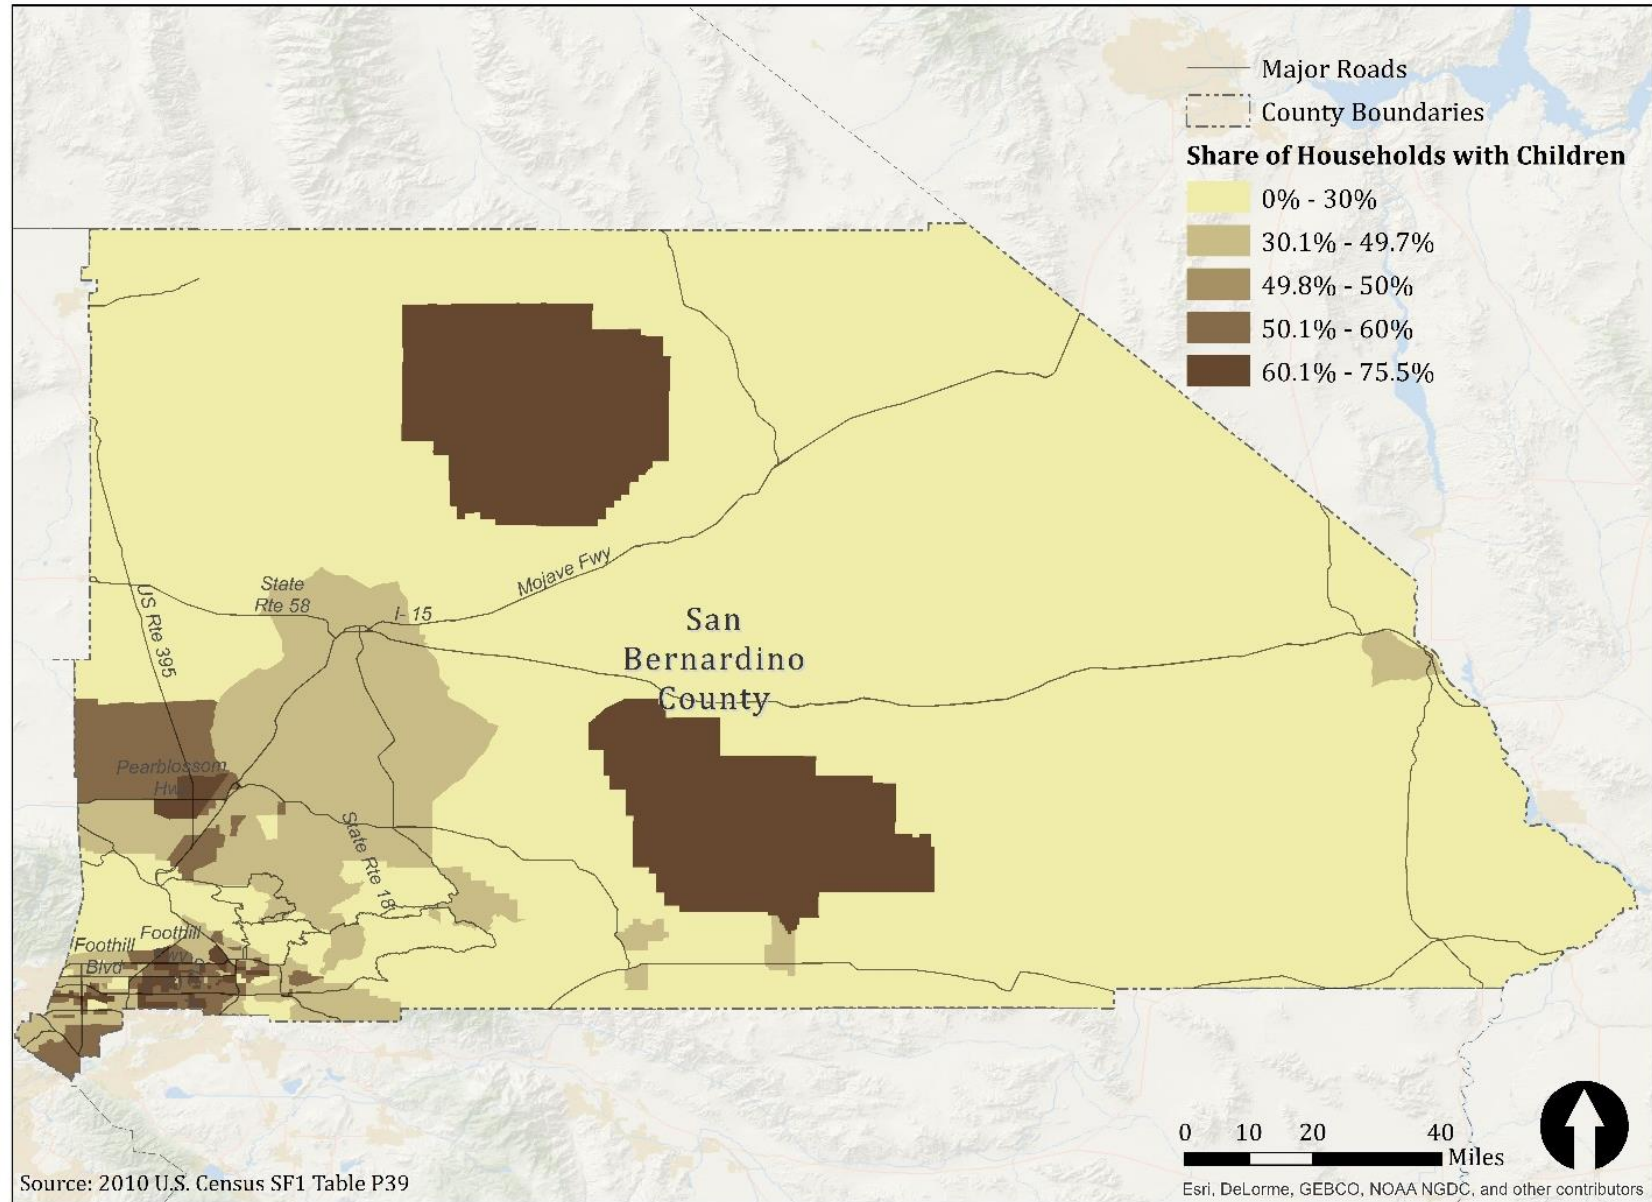 Major Roads
County Boundaries
Share of Households with Children
0% - 30%
30.1% - 49.7%
49.8% - 50%
50.1% - 60%
60.1% - 75.5%
State
Rte 58
I- 15
Mojave Fwy
US Rte 395
San
Bernardino
County
Pearblossom
State Rte 18
Foothill
Blvd
Foothill
0 10 20 40
Miles
Source: 2010 U.S. Census SF1 Table P39
Esri, DeLorme, GEBCO, NOAA NGDC, and other contributors